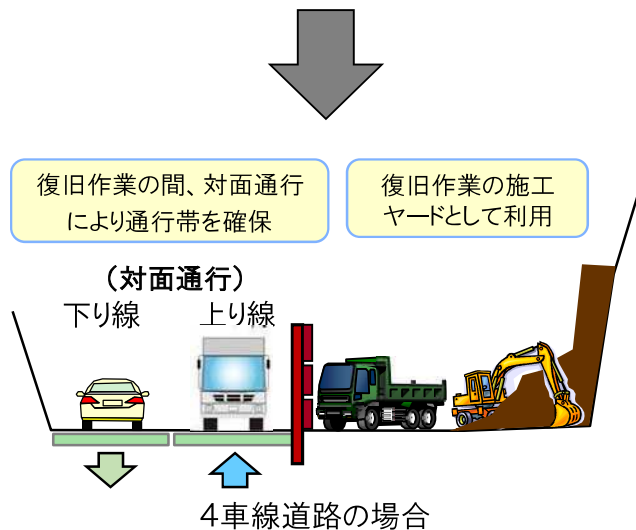 復旧作業の間、対面通行
により通行帯を確保
復旧作業の施工
ヤードとして利用
（対面通行）
下り線
上り線
４車線道路の場合